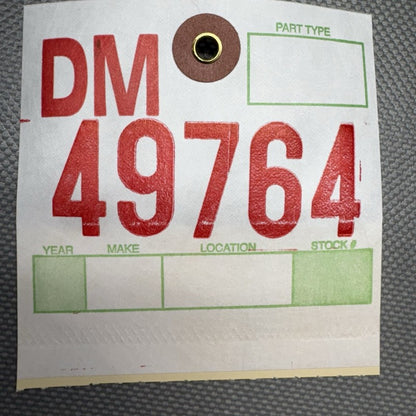 DM
PART TYPE
49764
YEAR MAKE LOCATION STOCK #